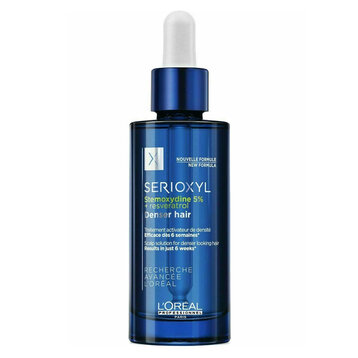 NOUVELLE FORMULE
NEW FORMULA
SERIOXYL
Stemoxydine 5%
+ resveratrol
Denser hair
Traitement activateur de densité
Efficace dès 6 semaines*
Scalp solution for denser looking hair
Results in just 6 weeks*
RECHERCHE
AVANCÉE
L'ORÉAL
L'ORÉAL
PROFESSIONNEL
PARIS